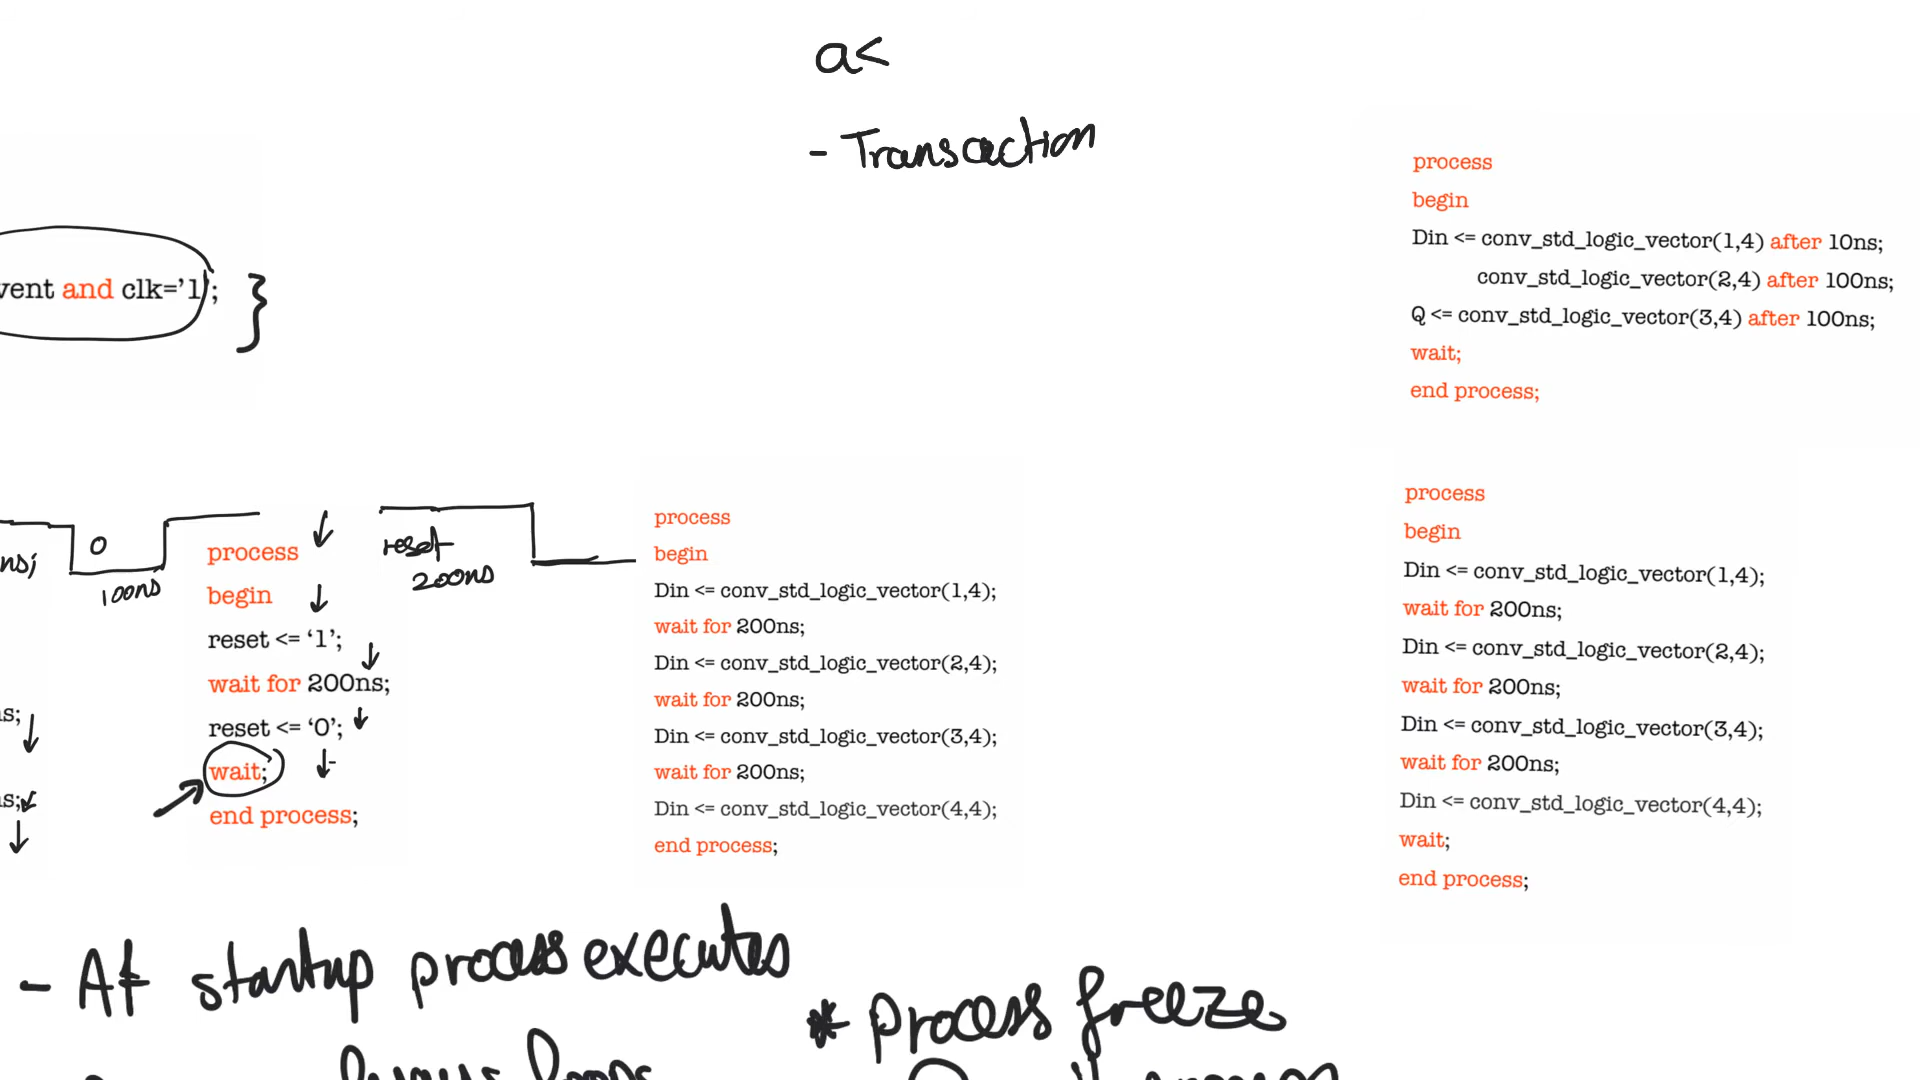 a<
- Transaction
vent and clk='1'; }
process
begin
Din <= conv_std_logic_vector(1,4) after 10ns;
conv_std_logic_vector(2,4) after 100ns;
Q <= conv_std_logic_vector(3,4) after 100ns;
wait;
end process;
ns;
0
100ns
process
begin
reset <= '1';
wait for 200ns;
reset <= '0';
wait;
end process;
s;
s;
reset
200ns
process
begin
Din <= conv_std_logic_vector(1,4);
wait for 200ns;
Din <= conv_std_logic_vector(2,4);
wait for 200ns;
Din <= conv_std_logic_vector(3,4);
wait for 200ns;
Din <= conv_std_logic_vector(4,4);
end process;
process
begin
Din <= conv_std_logic_vector(1,4);
wait for 200ns;
Din <= conv_std_logic_vector(2,4);
wait for 200ns;
Din <= conv_std_logic_vector(3,4);
wait for 200ns;
Din <= conv_std_logic_vector(4,4);
wait;
end process;
- At startup process executes
* process freeze
loops